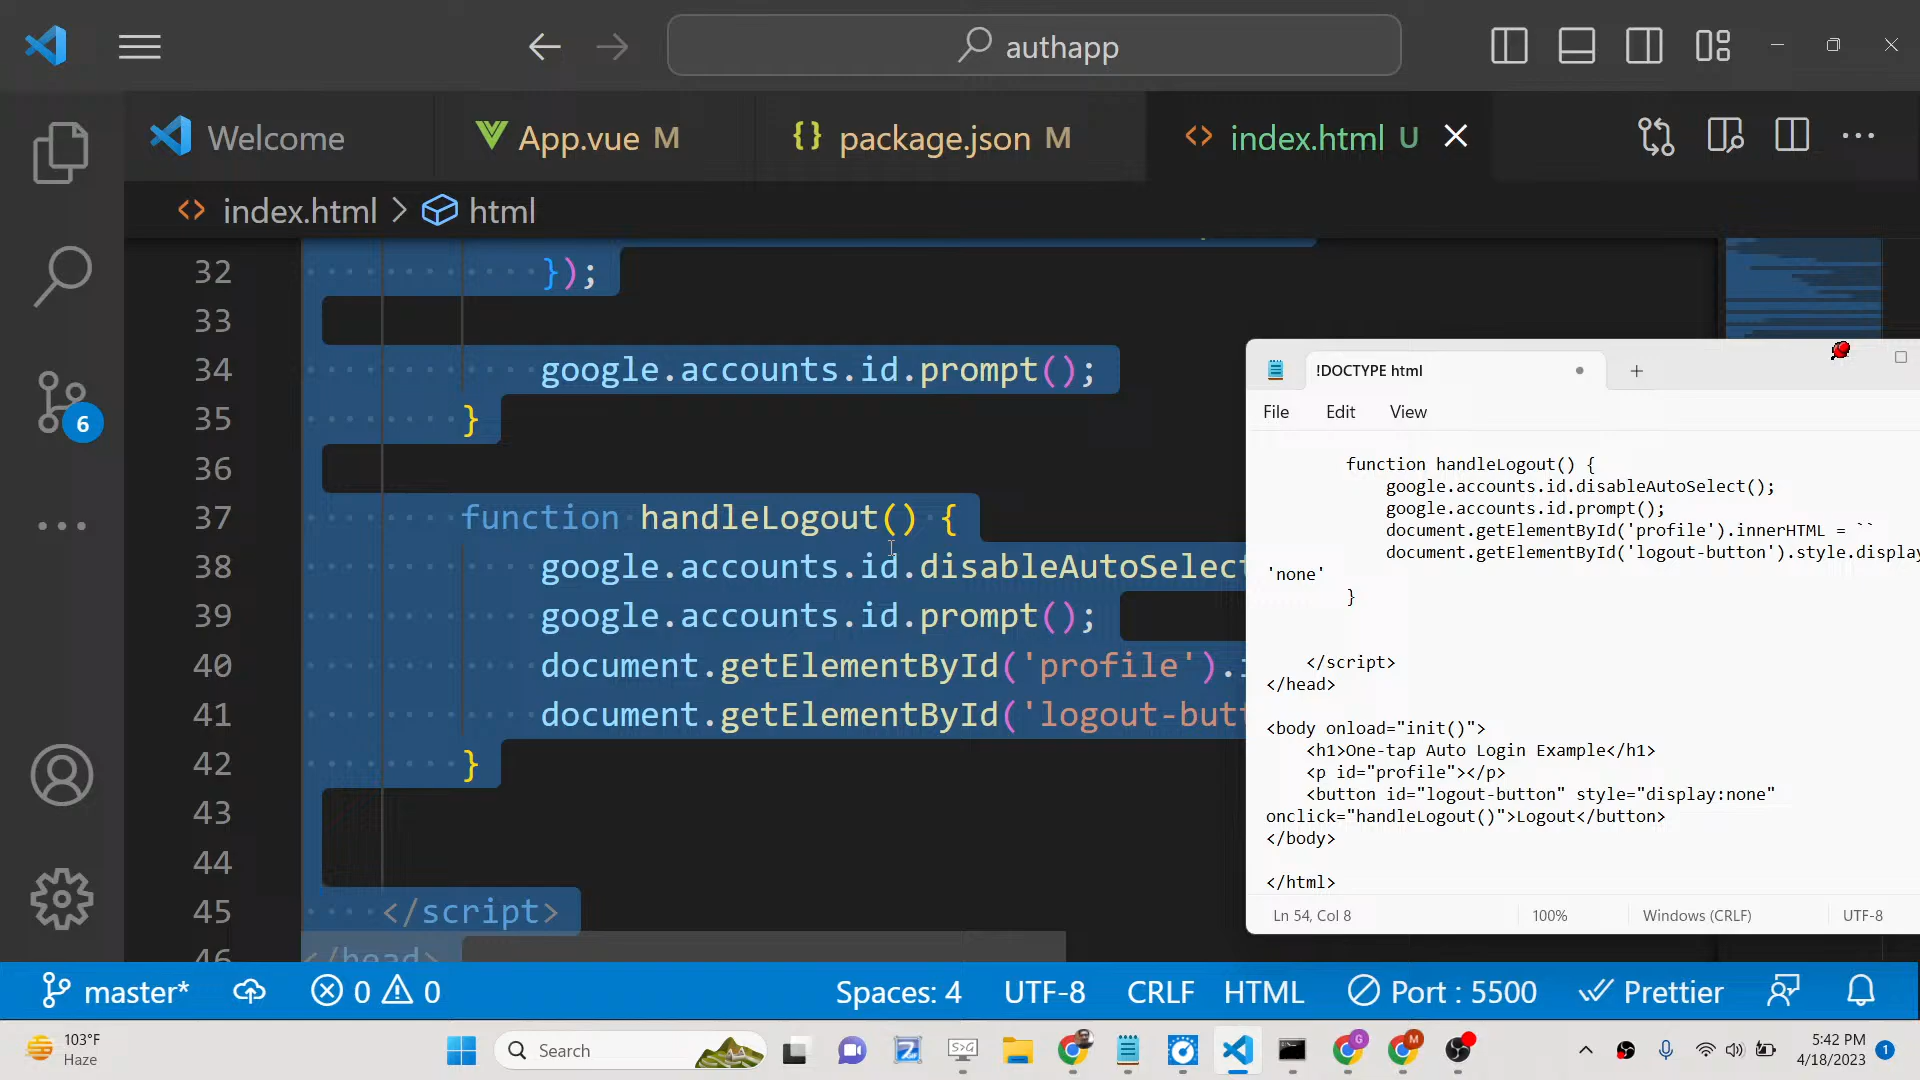 authapp
Welcome
App.vue M
package.json M
index.html U
index.html > html
32 });
33
34 google.accounts.id.prompt();
35 }
36
37 function handleLogout() {
38 google.accounts.id.disableAutoSelect
39 google.accounts.id.prompt();
40 document.getElementById('profile').
41 document.getElementById('logout-butt
42 }
43
44
45 </script>
46 </head>
!DOCTYPE html
File Edit View
function handleLogout() {
google.accounts.id.disableAutoSelect();
google.accounts.id.prompt();
document.getElementById('profile').innerHTML = ``
document.getElementById('logout-button').style.display
'none'
}
</script>
</head>
<body onload="init()">
<h1>One-tap Auto Login Example</h1>
<p id="profile"></p>
<button id="logout-button" style="display:none"
onclick="handleLogout()">Logout</button>
</body>
</html>
Ln 54, Col 8 100% Windows (CRLF) UTF-8
6
master* 0 0 Spaces: 4 UTF-8 CRLF HTML Port : 5500 Prettier
103°F
Haze
Search
5:42 PM
4/18/2023
1